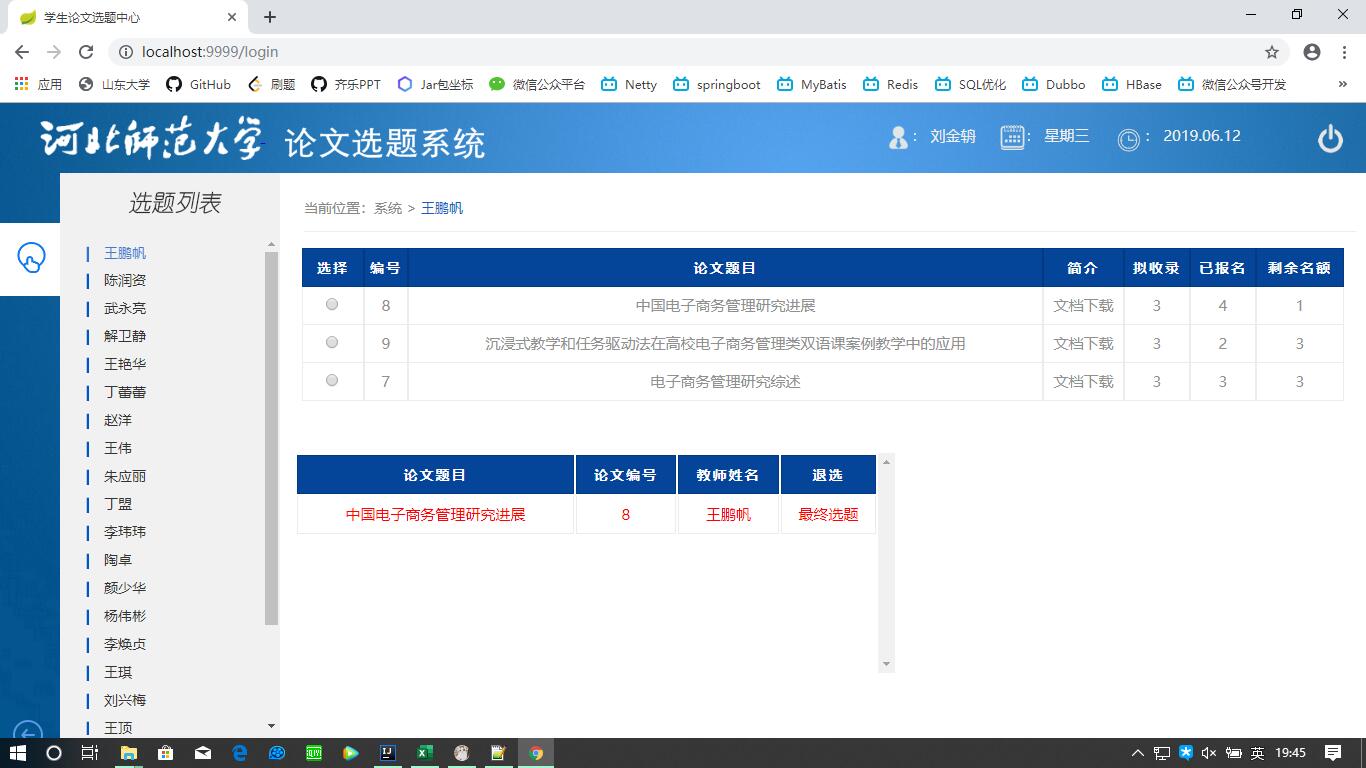 学生论文选题中心
localhost:9999/login
应用 山东大学 GitHub 刷题 齐乐PPT Jar包坐标 微信公众平台 Netty springboot MyBatis Redis SQL优化 Dubbo HBase 微信公众号开发 »
河北师范大学 论文选题系统 : 刘金钥 : 星期三 : 2019.06.12
选题列表
当前位置: 系统 > 王鹏帆
王鹏帆
陈润资
武永亮
解卫静
王艳华
丁蕾蕾
赵洋
王伟
朱应丽
丁盟
李玮玮
陶卓
颜少华
杨伟彬
李焕贞
王琪
刘兴梅
王顶
选择 编号 论文题目 简介 拟收录 已报名 剩余名额
8 中国电子商务管理研究进展 文档下载 3 4 1
9 沉浸式教学和任务驱动法在高校电子商务管理类双语课案例教学中的应用 文档下载 3 2 3
7 电子商务管理研究综述 文档下载 3 3 3
论文题目 论文编号 教师姓名 退选
中国电子商务管理研究进展 8 王鹏帆 最终选题
英 19:45